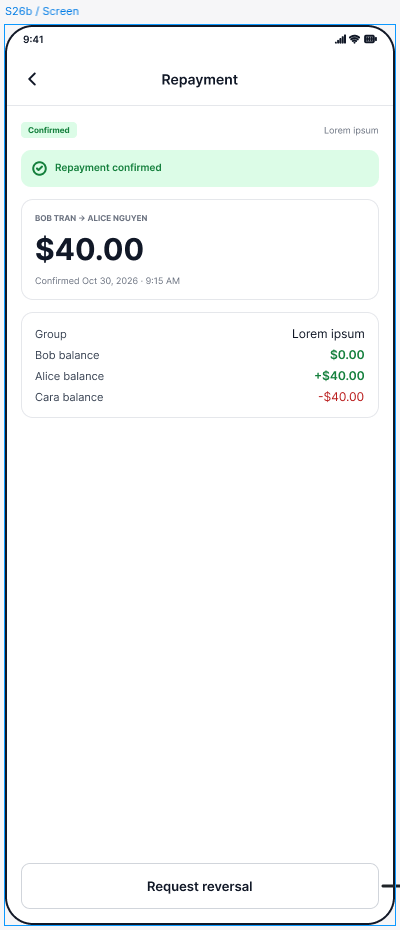 S26b / Screen
9:41
Repayment
Confirmed
Lorem ipsum
Repayment confirmed
BOB TRAN → ALICE NGUYEN
$40.00
Confirmed Oct 30, 2026 · 9:15 AM
Group Lorem ipsum
Bob balance $0.00
Alice balance +$40.00
Cara balance -$40.00
Request reversal